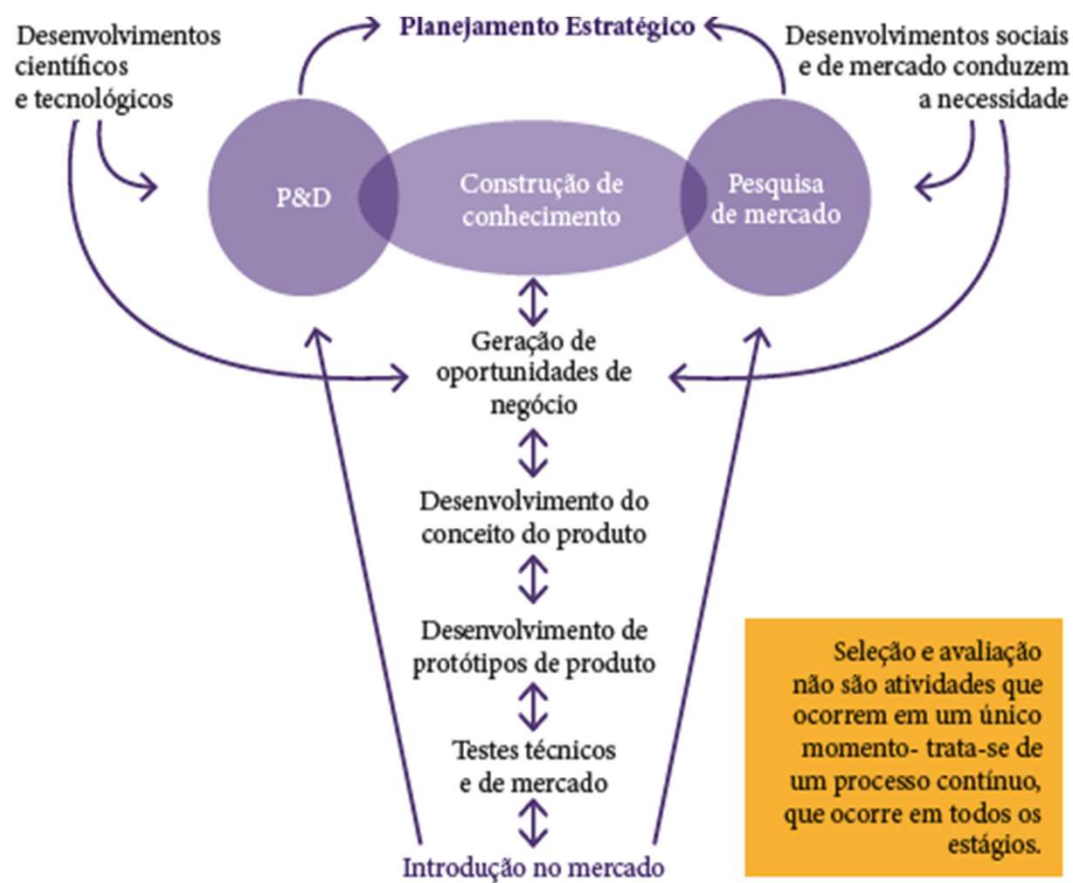 Planejamento Estratégico
Desenvolvimentos
científicos
e tecnológicos
Desenvolvimentos sociais
e de mercado conduzem
a necessidade
P&D
Construção de
conhecimento
Pesquisa
de mercado
Geração de
oportunidades de
negócio
Desenvolvimento do
conceito do produto
Desenvolvimento de
protótipos de produto
Testes técnicos
e de mercado
Introdução no mercado
Seleção e avaliação
não são atividades que
ocorrem em um único
momento- trata-se de
um processo contínuo,
que ocorre em todos os
estágios.